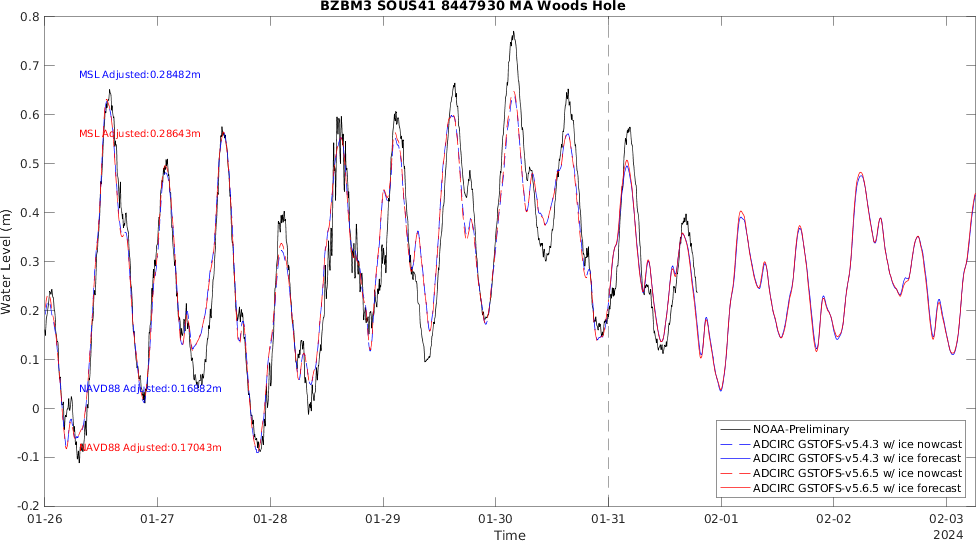 BZBM3 SOUS41 8447930 MA Woods Hole
Water Level (m)
0.8
0.7
0.6
0.5
0.4
0.3
0.2
0.1
0
-0.1
-0.2
MSL Adjusted:0.28482m
MSL Adjusted:0.28643m
NAVD88 Adjusted:0.16882m
NAVD88 Adjusted:0.17043m
NOAA-Preliminary
ADCIRC GSTOFS-v5.4.3 w/ ice nowcast
ADCIRC GSTOFS-v5.4.3 w/ ice forecast
ADCIRC GSTOFS-v5.6.5 w/ ice nowcast
ADCIRC GSTOFS-v5.6.5 w/ ice forecast
01-26 01-27 01-28 01-29 01-30 01-31 02-01 02-02 02-03
Time
2024